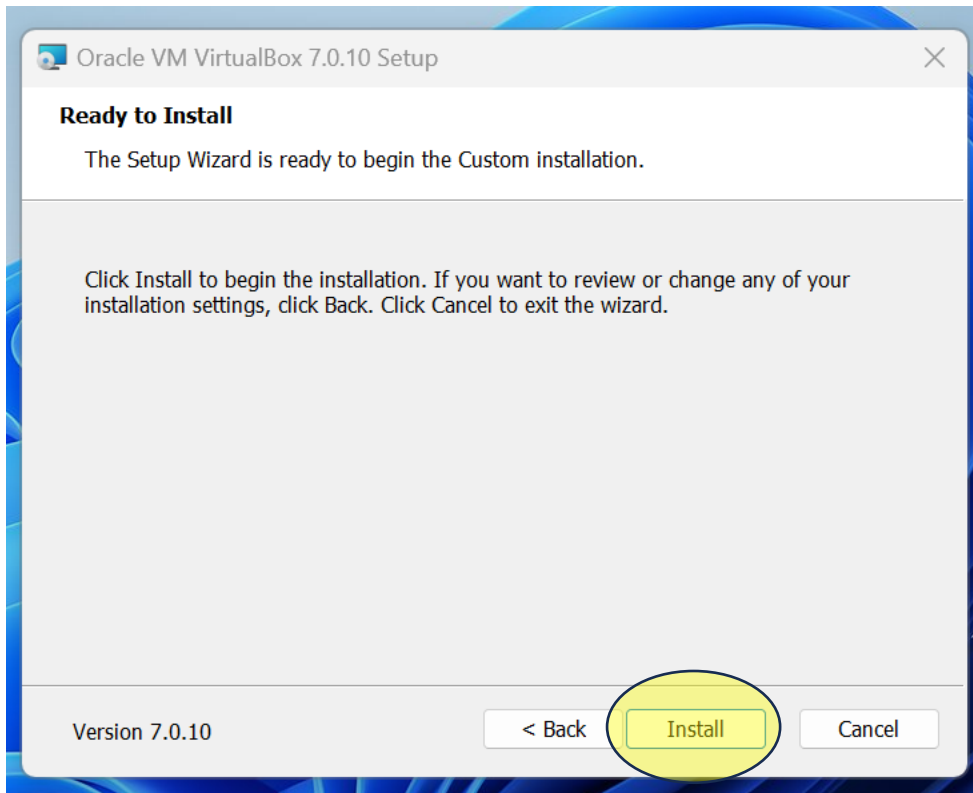 Oracle VM VirtualBox 7.0.10 Setup
Ready to Install
The Setup Wizard is ready to begin the Custom installation.
Click Install to begin the installation. If you want to review or change any of your
installation settings, click Back. Click Cancel to exit the wizard.
Version 7.0.10
< Back
Install
Cancel